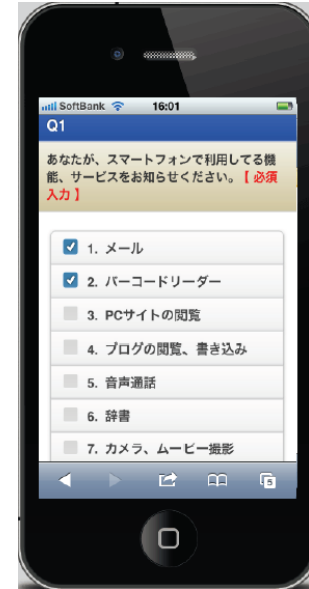 SoftBank 16:01
Q1
あなたが、スマートフォンで利用してる機
能、サービスをお知らせください。【必須
入力】
1. メール
2. バーコードリーダー
3. PCサイトの閲覧
4. ブログの閲覧、書き込み
5. 音声通話
6. 辞書
7. カメラ、ムービー撮影
5